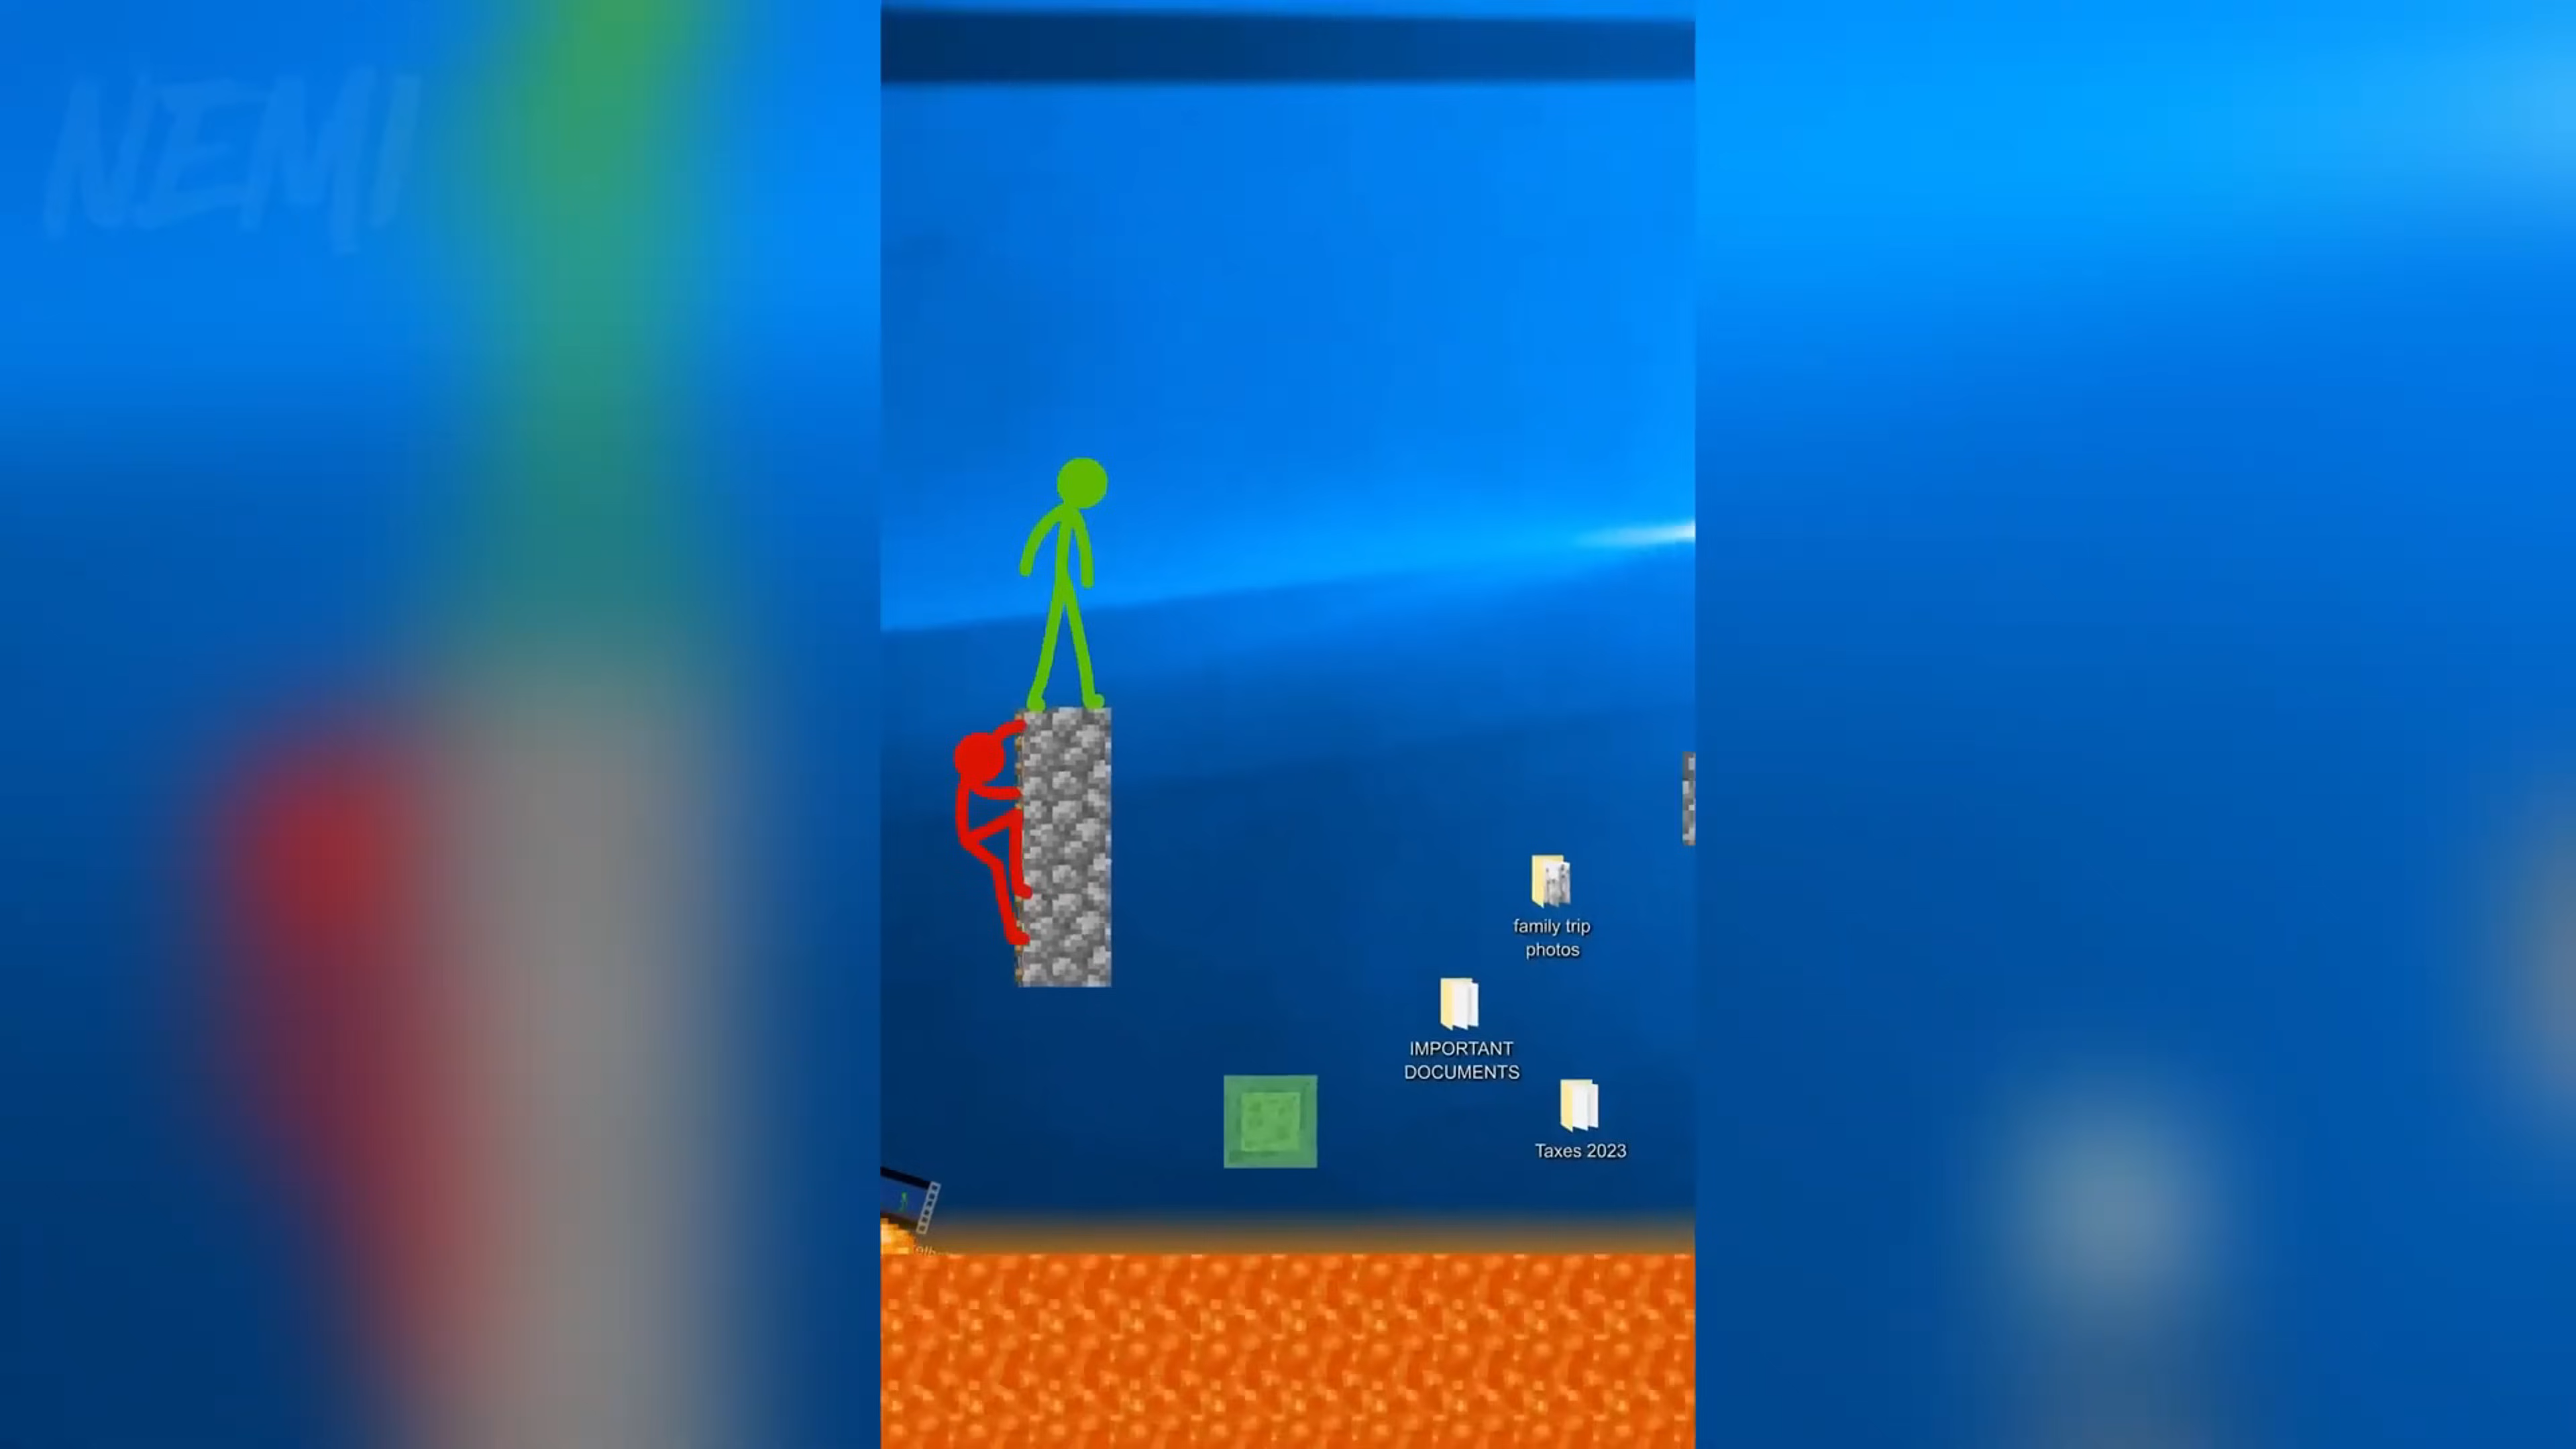 NEMI
family trip
photos
IMPORTANT
DOCUMENTS
Taxes 2023